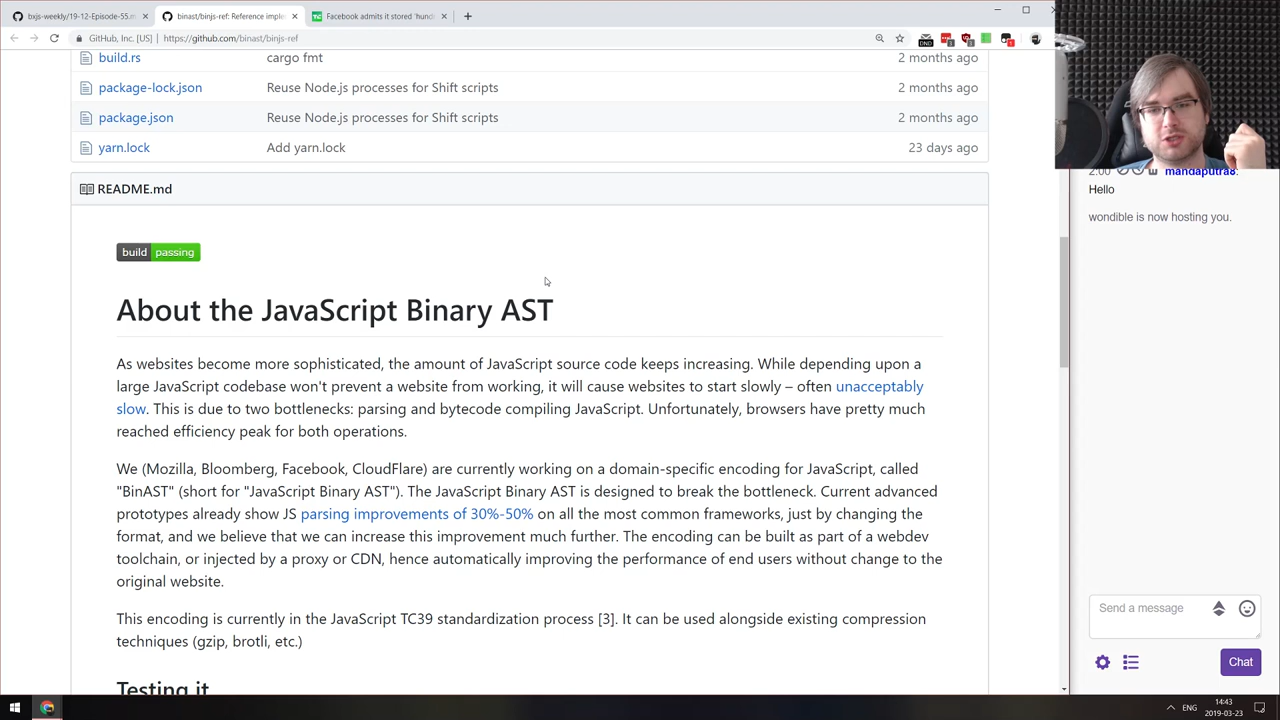 bxjs-weekly/19-12-Episode-55.m
binast/binjs-ref: Reference imple
Facebook admits it stored 'hund
GitHub, Inc. [US]
https://github.com/binast/binjs-ref
DND
build.rs
cargo fmt
2 months ago
package-lock.json
Reuse Node.js processes for Shift scripts
2 months ago
package.json
Reuse Node.js processes for Shift scripts
2 months ago
yarn.lock
Add yarn.lock
23 days ago
README.md
build passing
About the JavaScript Binary AST
As websites become more sophisticated, the amount of JavaScript source code keeps increasing. While depending upon a
large JavaScript codebase won't prevent a website from working, it will cause websites to start slowly – often unacceptably
slow. This is due to two bottlenecks: parsing and bytecode compiling JavaScript. Unfortunately, browsers have pretty much
reached efficiency peak for both operations.
We (Mozilla, Bloomberg, Facebook, CloudFlare) are currently working on a domain-specific encoding for JavaScript, called
"BinAST" (short for "JavaScript Binary AST"). The JavaScript Binary AST is designed to break the bottleneck. Current advanced
prototypes already show JS parsing improvements of 30%-50% on all the most common frameworks, just by changing the
format, and we believe that we can increase this improvement much further. The encoding can be built as part of a webdev
toolchain, or injected by a proxy or CDN, hence automatically improving the performance of end users without change to the
original website.
This encoding is currently in the JavaScript TC39 standardization process [3]. It can be used alongside existing compression
techniques (gzip, brotli, etc.)
Testing it
2:00 mandaputra8:
Hello
wondible is now hosting you.
Send a message
Chat
ENG
14:43
2019-03-23